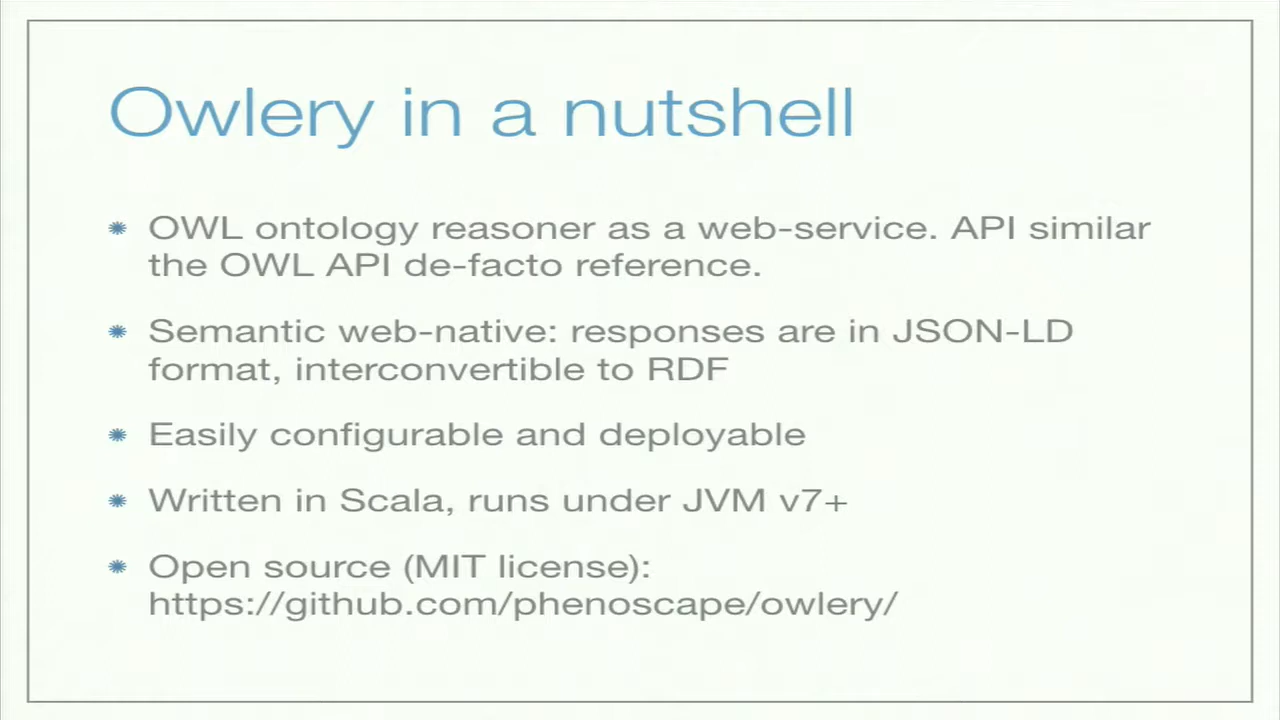 Owlery in a nutshell
OWL ontology reasoner as a web-service. API similar
the OWL API de-facto reference.
Semantic web-native: responses are in JSON-LD
format, interconvertible to RDF
Easily configurable and deployable
Written in Scala, runs under JVM v7+
Open source (MIT license):
https://github.com/phenoscape/owlery/